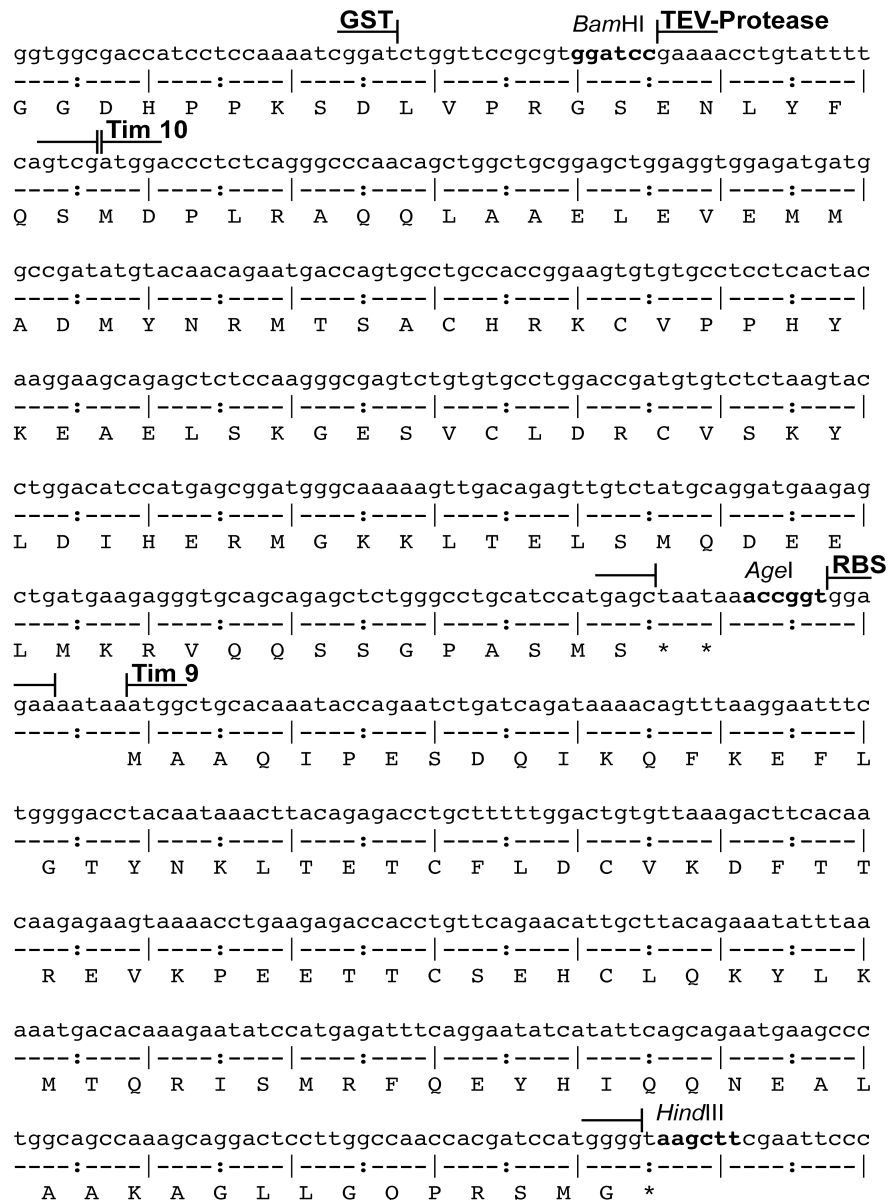 GST BamHI TEV-Protease
ggtggcgaccatcctccaaaatcggatctggttccgcgtggatccgaaaacctgtatttt
----:----|----:----|----:----|----:----|----:----|----:----|
G G D H P P K S D L V P R G S E N L Y F
Tim 10
cagtcgatggaccctctcagggcccaacagctggctgcggagctggaggtggagatgatg
----:----|----:----|----:----|----:----|----:----|----:----|
Q S M D P L R A Q Q L A A E L E V E M M
gccgatatgtacaacagaatgaccagtgcctgccaccggaagtgtgtgcctcctcactac
----:----|----:----|----:----|----:----|----:----|----:----|
A D M Y N R M T S A C H R K C V P P H Y
aaggaagcagagctctccaagggcgagtctgtgtgcctggaccgatgtgtctctaagtac
----:----|----:----|----:----|----:----|----:----|----:----|
K E A E L S K G E S V C L D R C V S K Y
ctggacatccatgagcggatgggcaaaaagttgacagagttgtctatgcaggatgaagag
----:----|----:----|----:----|----:----|----:----|----:----|
L D I H E R M G K K L T E L S M Q D E E
AgeI RBS
ctgatgaagagggtgcagcagagctctgggcctgcatccatgagctaataaaccggtgga
----:----|----:----|----:----|----:----|----:----|----:----|
L M K R V Q Q S S G P A S M S * *
Tim 9
gaaaataaaatggctgcacaaataccagaatctgatcagataaaacagtttaaggaatttc
----:----|----:----|----:----|----:----|----:----|----:----|
M A A Q I P E S D Q I K Q F K E F L
tggggacctacaataaacttacagagacctgctttttggactgtgttaaagacttcacaa
----:----|----:----|----:----|----:----|----:----|----:----|
G T Y N K L T E T C F L D C V K D F T T
caagagaagtaaaacctgaagagaccacctgttcagaacattgcttacagaaatatttaa
----:----|----:----|----:----|----:----|----:----|----:----|
R E V K P E E T T C S E H C L Q K Y L K
aaatgacacaaagaatatccatgagatttcaggaatatcatattcagcagaatgaagccc
----:----|----:----|----:----|----:----|----:----|----:----|
M T Q R I S M R F Q E Y H I Q Q N E A L
HindIII
tggcagccaaagcaggactccttggccaaccacgatccatggggtaagcttcgaattccc
----:----|----:----|----:----|----:----|----:----|----:----|
A A K A G L L G O P R S M G *